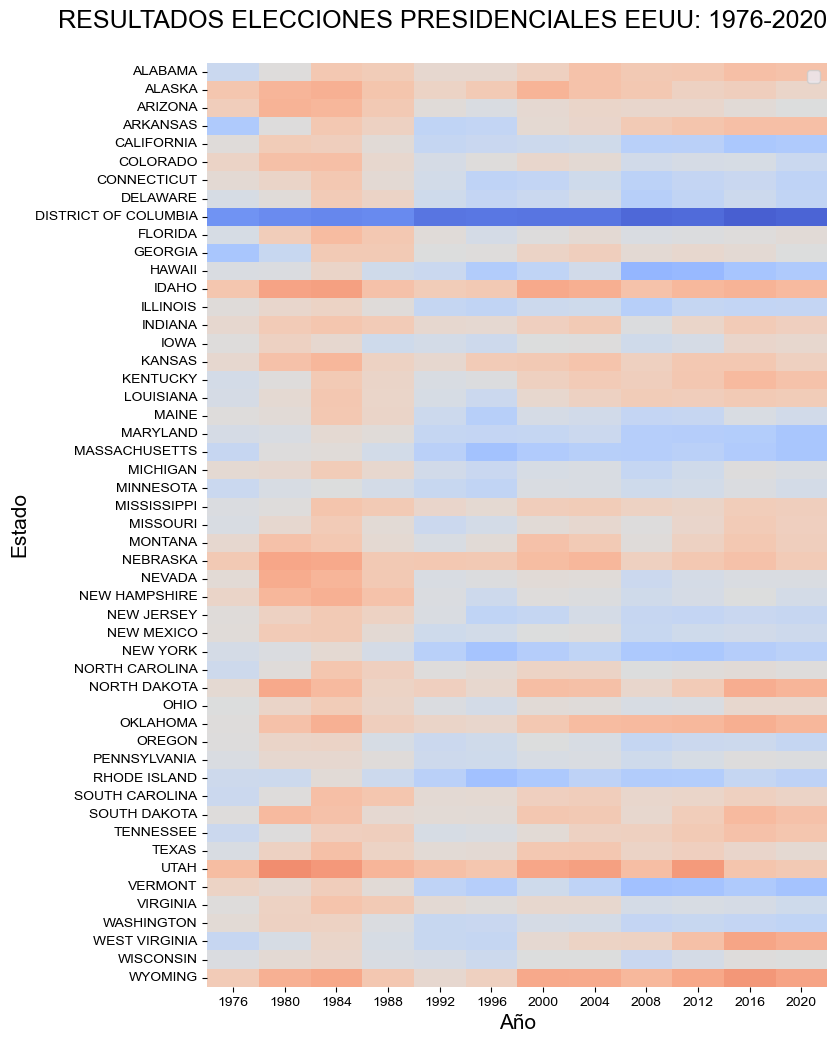 RESULTADOS ELECCIONES PRESIDENCIALES EEUU: 1976-2020
ALABAMA
ALASKA
ARIZONA
ARKANSAS
CALIFORNIA
COLORADO
CONNECTICUT
DELAWARE
DISTRICT OF COLUMBIA
FLORIDA
GEORGIA
HAWAII
IDAHO
ILLINOIS
INDIANA
IOWA
KANSAS
KENTUCKY
LOUISIANA
MAINE
MARYLAND
MASSACHUSETTS
MICHIGAN
MINNESOTA
MISSISSIPPI
MISSOURI
MONTANA
NEBRASKA
NEVADA
NEW HAMPSHIRE
NEW JERSEY
NEW MEXICO
NEW YORK
NORTH CAROLINA
NORTH DAKOTA
OHIO
OKLAHOMA
OREGON
PENNSYLVANIA
RHODE ISLAND
SOUTH CAROLINA
SOUTH DAKOTA
TENNESSEE
TEXAS
UTAH
VERMONT
VIRGINIA
WASHINGTON
WEST VIRGINIA
WISCONSIN
WYOMING
Estado
1976 1980 1984 1988 1992 1996 2000 2004 2008 2012 2016 2020
Año